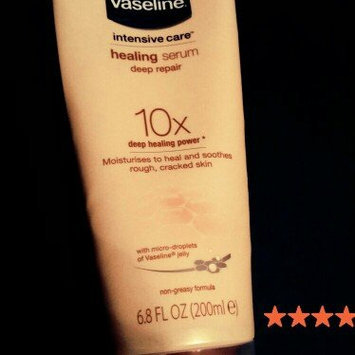 Vaseline.
intensive care™
healing serum
deep repair
10x
deep healing power*
Moisturises to heal and soothes
rough, cracked skin
with micro-droplets
of Vaseline® jelly
non-greasy formula
6.8 FL OZ (200ml ℮)